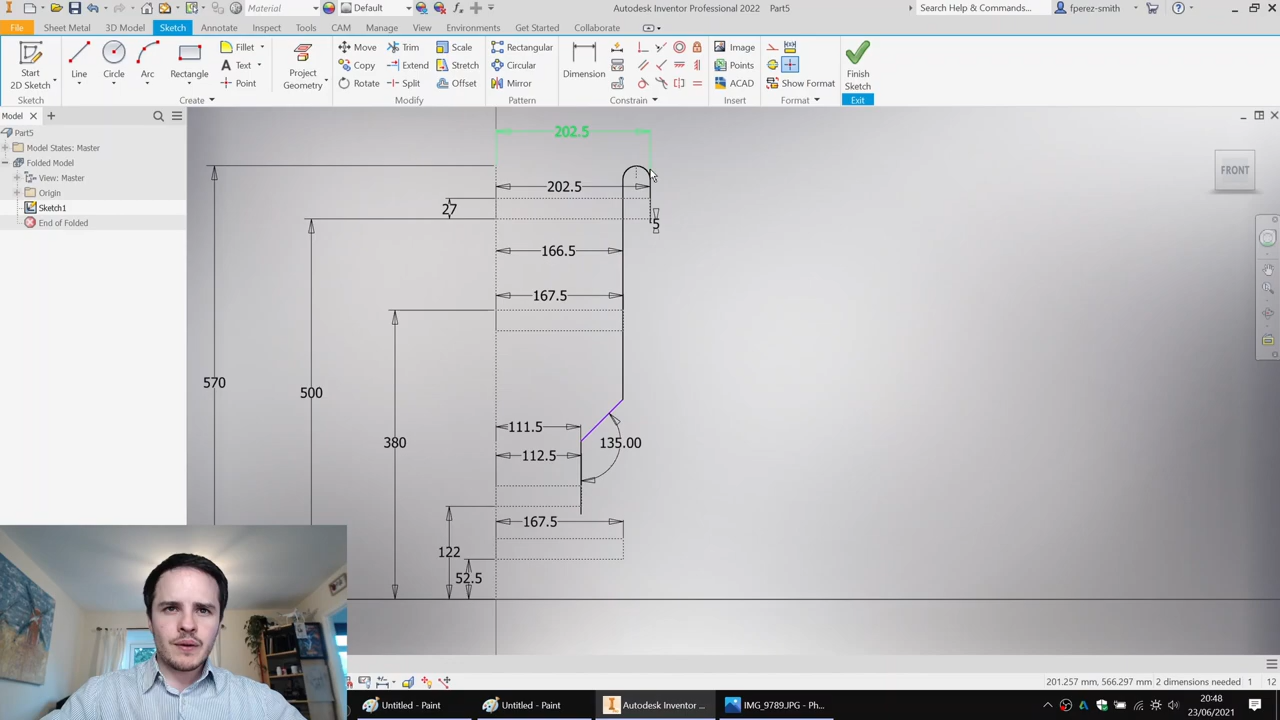 Material
Default
Autodesk Inventor Professional 2022 Part5
Search Help & Commands...
fperez-smith
File
Sheet Metal
3D Model
Sketch
Annotate
Inspect
Tools
CAM
Manage
View
Environments
Get Started
Collaborate
Start
2D Sketch
Line
Circle
Arc
Rectangle
Fillet
Text
Point
Project
Geometry
Move
Copy
Rotate
Trim
Extend
Split
Scale
Stretch
Offset
Rectangular
Circular
Mirror
Dimension
Image
Points
ACAD
Show Format
Finish
Sketch
Sketch
Create
Modify
Pattern
Constrain
Insert
Format
Exit
Model
Part5
Model States: Master
Folded Model
View: Master
Origin
Sketch1
End of Folded
FRONT
202.5
202.5
27
5
166.5
167.5
570
500
380
111.5
112.5
135.00
167.5
122
52.5
201.257 mm, 566.297 mm
2 dimensions needed
1
12
Untitled - Paint
Untitled - Paint
Autodesk Inventor ...
IMG_9789.JPG - Ph...
20:48
23/06/2021